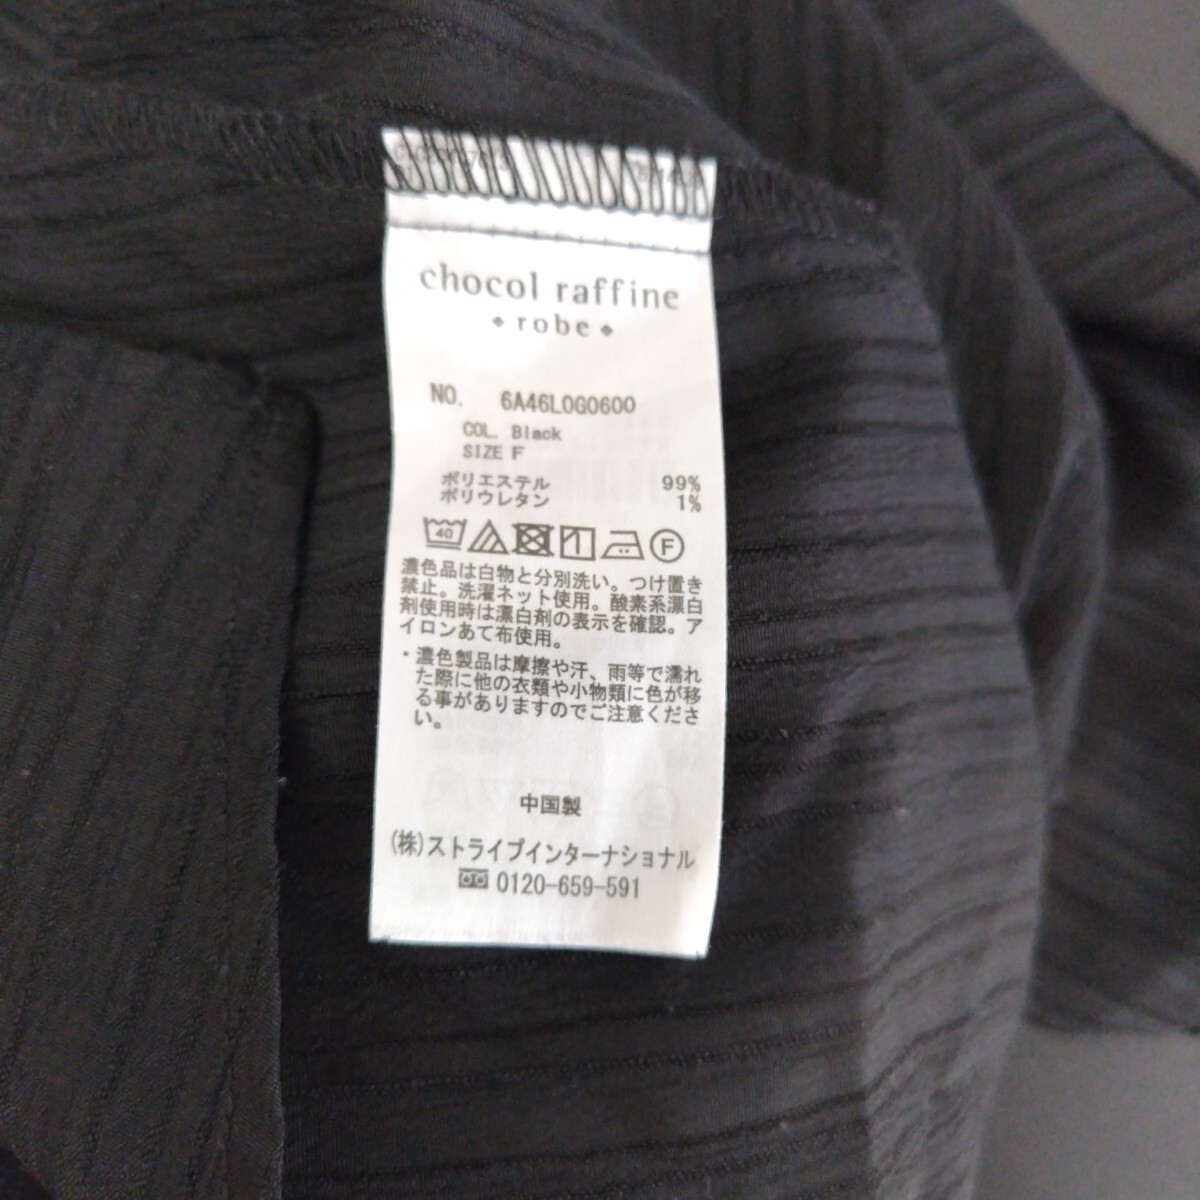 chocol raffine
robe
NO. 6A46L0G0600
COL. Black
SIZE F
ポリエステル 99%
ポリウレタン 1%
40 F
濃色品は白物と分別洗い。つけ置き
禁止。洗濯ネット使用。酸素系漂白
剤使用時は漂白剤の表示を確認。ア
イロンあて布使用。
・濃色製品は摩擦や汗、雨等で濡れ
た際に他の衣類や小物類に色が移
る事がありますのでご注意くださ
い。
中国製
(株)ストライプインターナショナル
0120-659-591